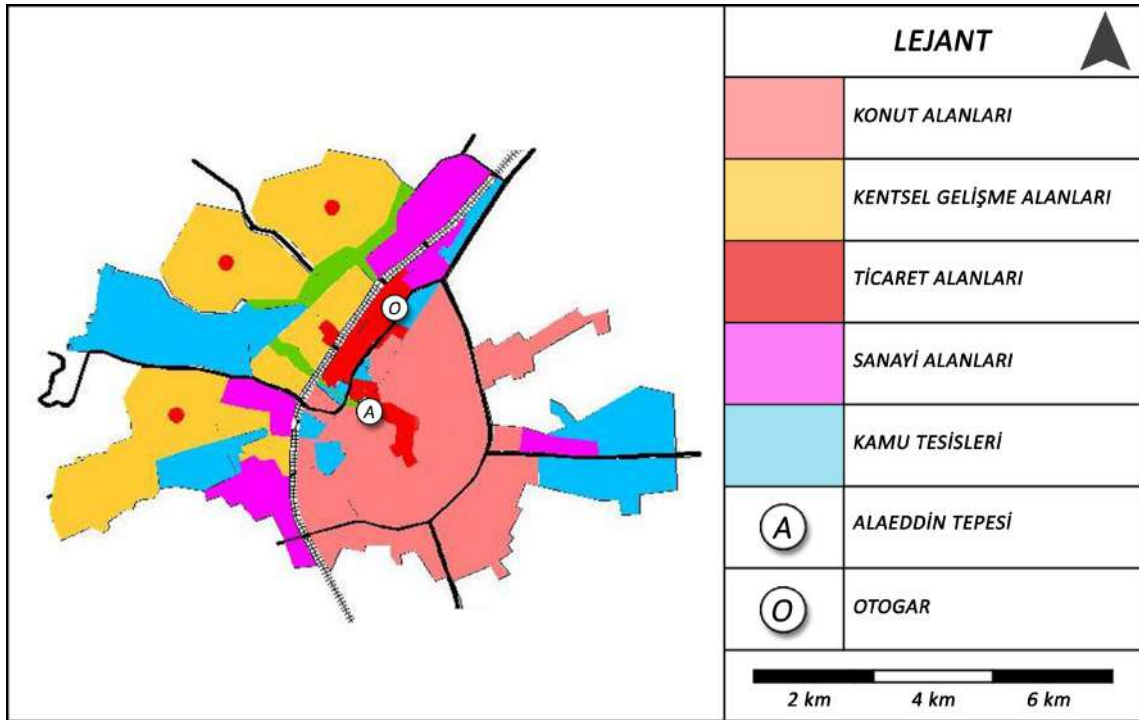 LEJANT
KONUT ALANLARI
KENTSEL GELİŞME ALANLARI
TİCARET ALANLARI
SANAYİ ALANLARI
KAMU TESİSLERİ
A
ALAEDDİN TEPESİ
O
OTOGAR
2 km
4 km
6 km
O
A